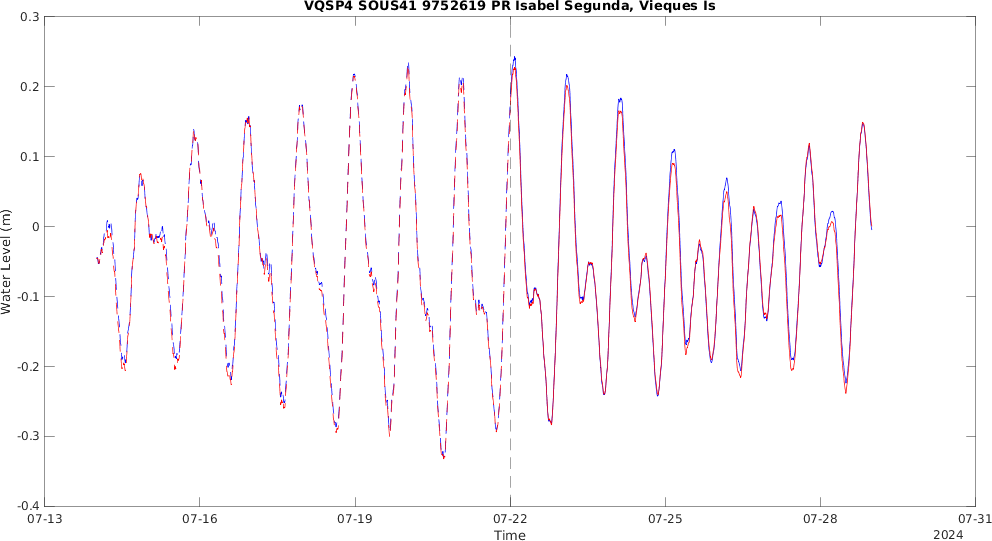 VQSP4 SOUS41 9752619 PR Isabel Segunda, Vieques Is
0.3
0.2
0.1
0
-0.1
-0.2
-0.3
-0.4
Water Level (m)
07-13 07-16 07-19 07-22 07-25 07-28 07-31
Time
2024